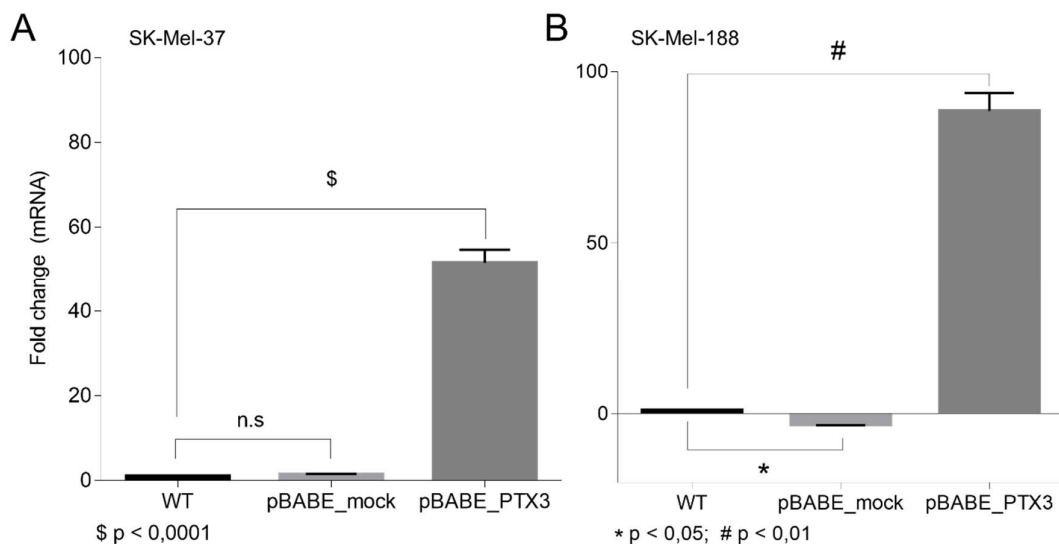 A
SK-Mel-37
Fold change (mRNA)
100
80
60
40
20
0
$
n.s
WT
pBABE_mock
pBABE_PTX3
$ p < 0,0001
B
SK-Mel-188
100
50
0
#
*
WT
pBABE_mock
pBABE_PTX3
* p < 0,05; # p < 0,01